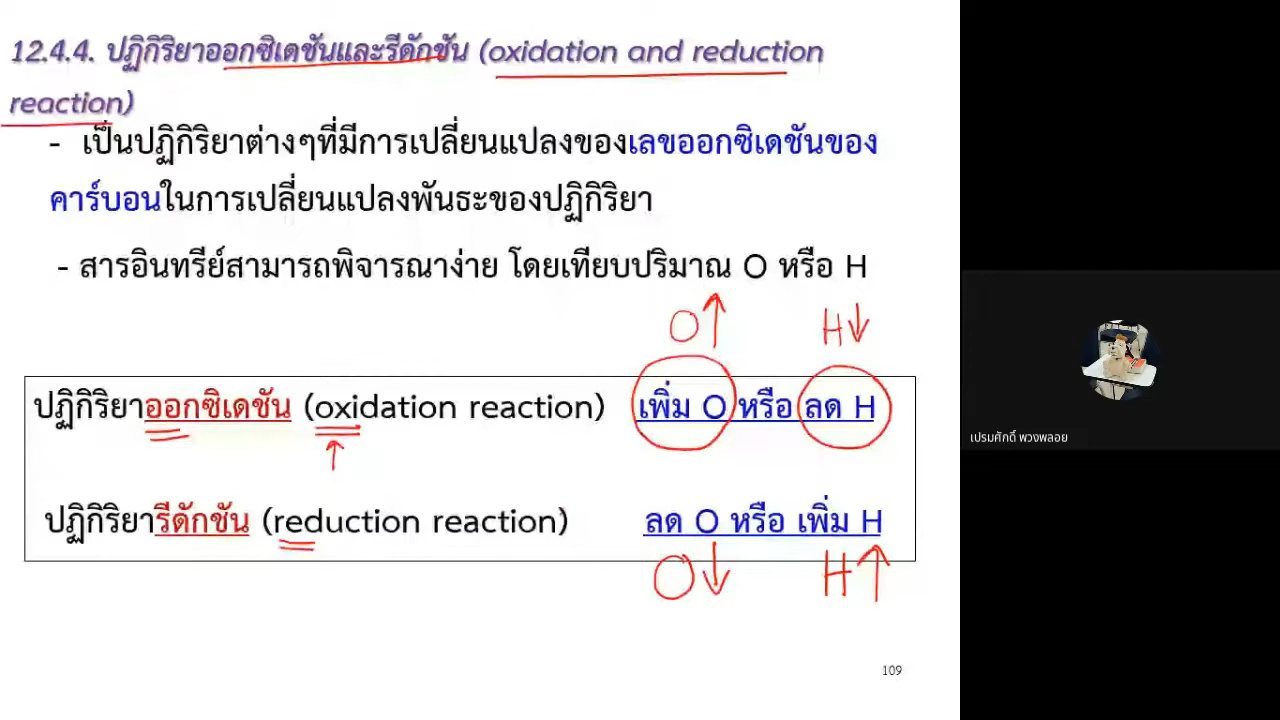 12.4.4. ปฏิกิริยาออกซิเดชันและรีดักชัน (oxidation and reduction
reaction)
- เป็นปฏิกิริยาต่างๆที่มีการเปลี่ยนแปลงของเลขออกซิเดชันของ
คาร์บอนในการเปลี่ยนแปลงพันธะของปฏิกิริยา
- สารอินทรีย์สามารถพิจารณาง่าย โดยเทียบปริมาณ O หรือ H
O↑ H↓
ปฏิกิริยาออกซิเดชัน (oxidation reaction) เพิ่ม O หรือ ลด H
ปฏิกิริยารีดักชัน (reduction reaction) ลด O หรือ เพิ่ม H
O↓ H↑
109
เปรมศักดิ์ พวงพลอย